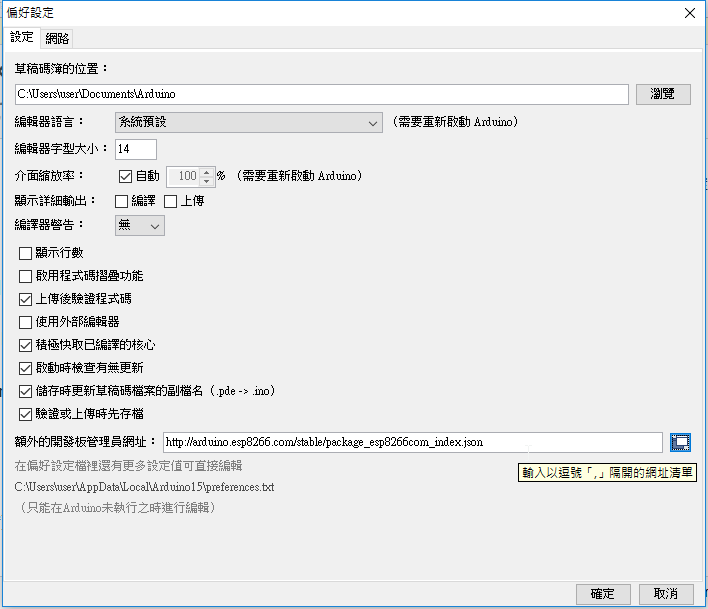 偏好設定
設定 網路
草稿碼簿的位置：
C:\Users\user\Documents\Arduino 瀏覽
編輯器語言： 系統預設 （需要重新啟動 Arduino）
編輯器字型大小： 14
介面縮放率： 自動 100 % （需要重新啟動 Arduino）
顯示詳細輸出： 編譯 上傳
編譯器警告： 無
顯示行數
啟用程式碼摺疊功能
上傳後驗證程式碼
使用外部編輯器
積極快取已編譯的核心
啟動時檢查有無更新
儲存時更新草稿碼檔案的副檔名（.pde -> .ino）
驗證或上傳時先存檔
額外的開發板管理員網址： http://arduino.esp8266.com/stable/package_esp8266com_index.json
在偏好設定檔裡還有更多設定值可直接編輯
輸入以逗號「,」隔開的網址清單
C:\Users\user\AppData\Local\Arduino15\preferences.txt
（只能在Arduino未執行之時進行編輯）
確定 取消